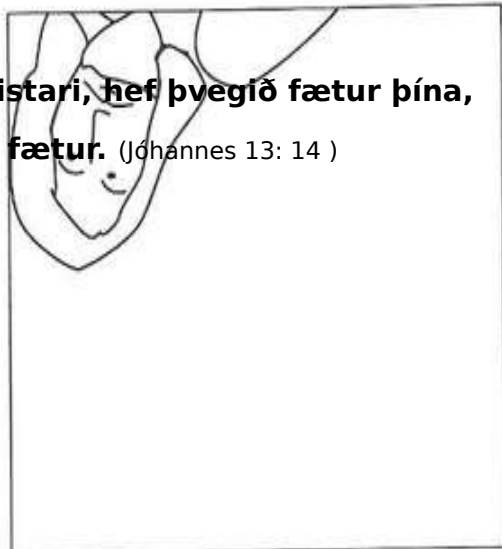 istari, hef þvegið fætur þína,
fætur. (Jóhannes 13: 14 )